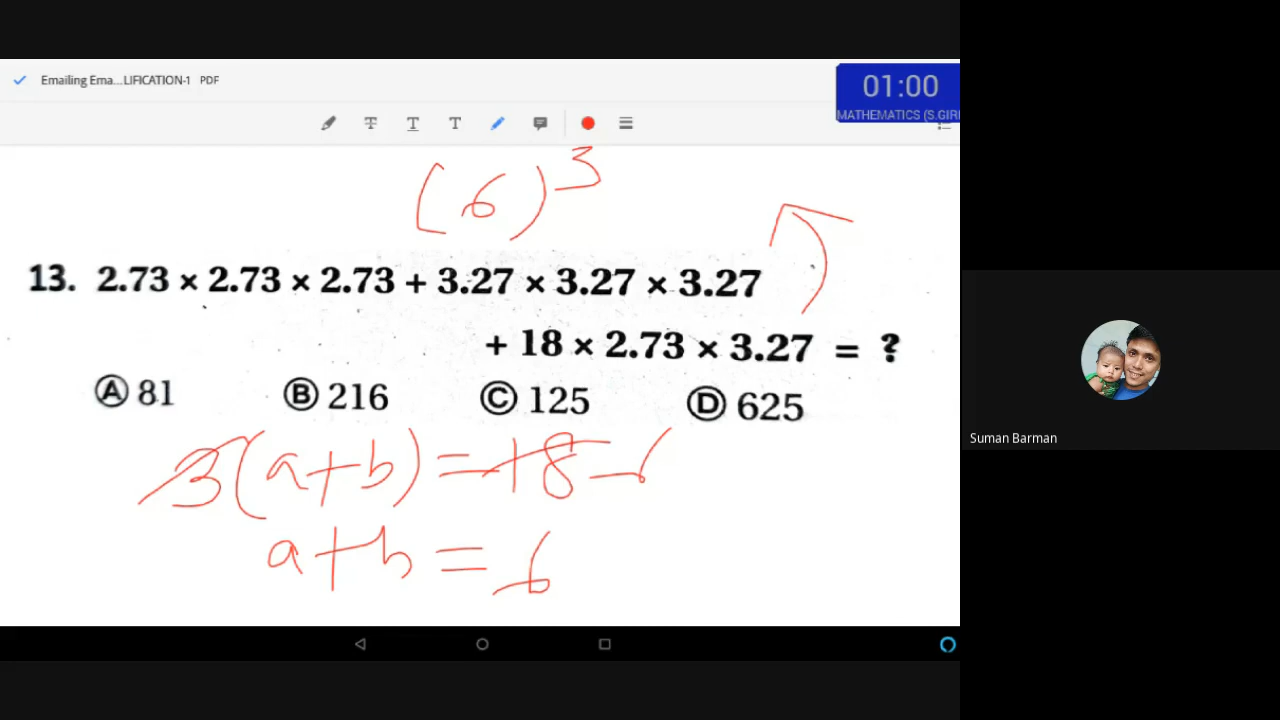 Emailing Ema...LIFICATION-1 PDF
01:00
MATHEMATICS (S.GIR
T T T
(6)^3
13. 2.73 × 2.73 × 2.73 + 3.27 × 3.27 × 3.27
+ 18 × 2.73 × 3.27 = ?
Ⓐ 81 Ⓑ 216 Ⓒ 125 Ⓓ 625
3(a+b) = 18 6
a+b = 6
Suman Barman